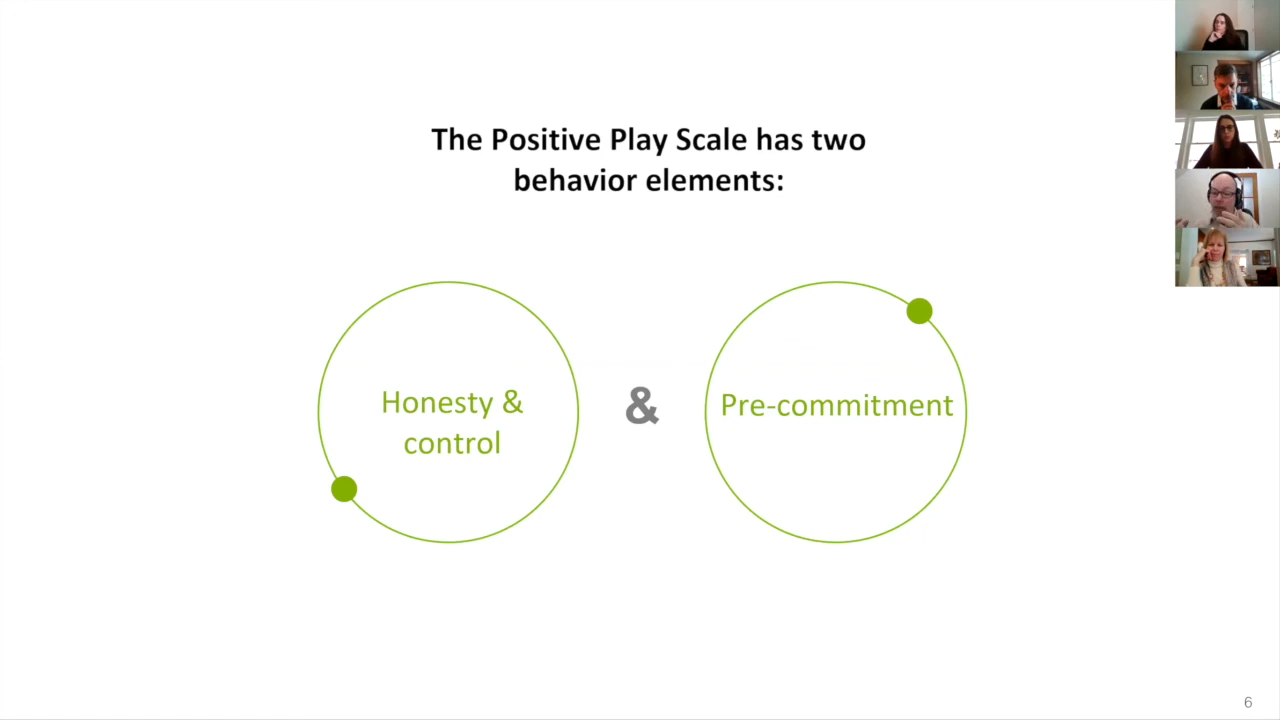 The Positive Play Scale has two
behavior elements:
Honesty &
control
&
Pre-commitment
6